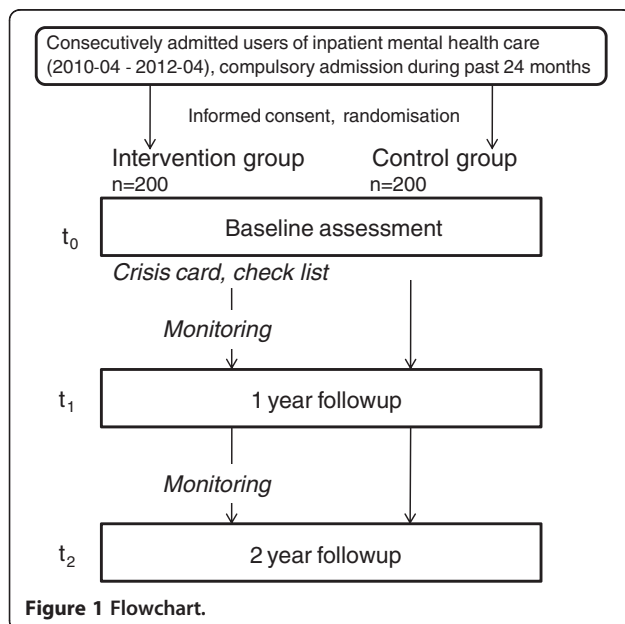 Consecutively admitted users of inpatient mental health care
(2010-04 - 2012-04), compulsory admission during past 24 months
Informed consent, randomisation
Intervention group Control group
n=200 n=200
t0 Baseline assessment
Crisis card, check list
Monitoring
t1 1 year followup
Monitoring
t2 2 year followup
Figure 1 Flowchart.